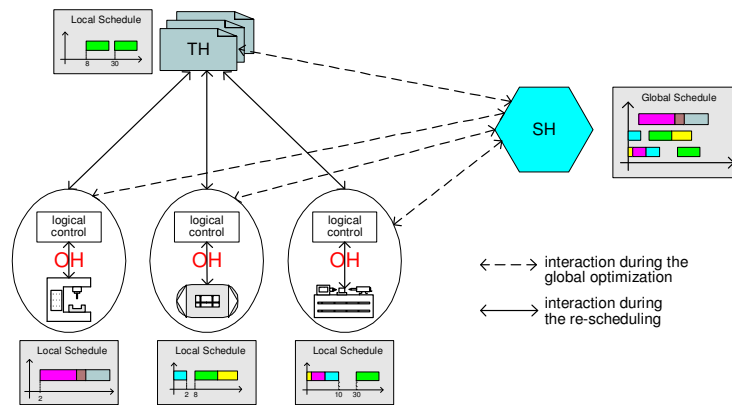 Local Schedule
8
30
TH
SH
Global Schedule
logical
control
OH
logical
control
OH
logical
control
OH
interaction during the
global optimization
interaction during
the re-scheduling
Local Schedule
2
Local Schedule
2
8
Local Schedule
10
30